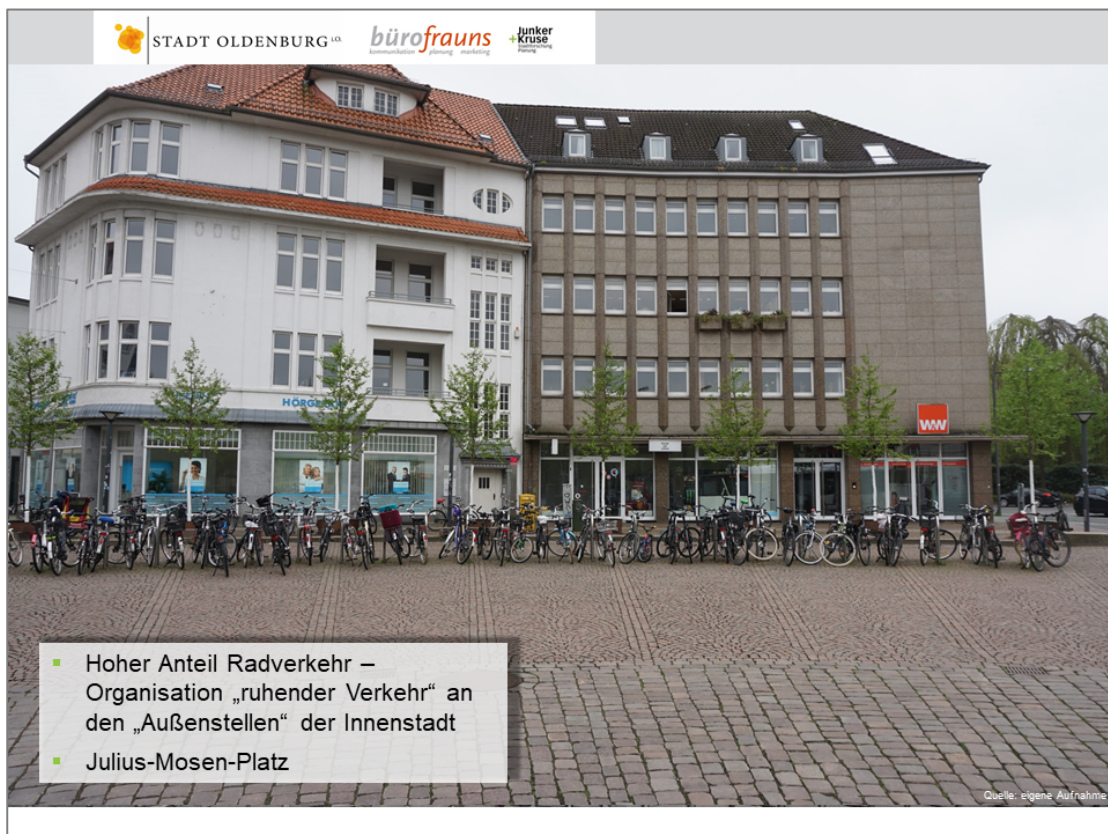 STADT OLDENBURG i.O.
bürofrauns
kommunikation planung marketing
Junker
Kruse
Stadtforschung
Planung
HÖRGE
W&W
Hoher Anteil Radverkehr –
Organisation „ruhender Verkehr“ an
den „Außenstellen“ der Innenstadt
Julius-Mosen-Platz
Quelle: eigene Aufnahme